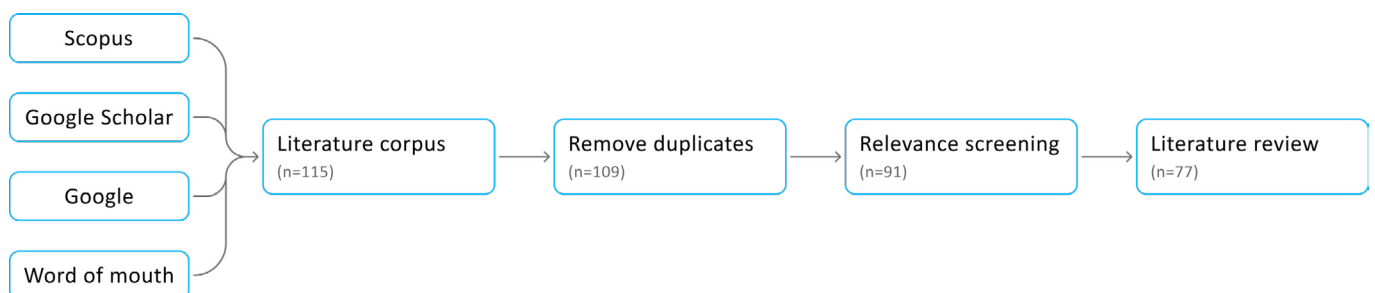 Scopus
Google Scholar
Google
Word of mouth
Literature corpus
(n=115)
Remove duplicates
(n=109)
Relevance screening
(n=91)
Literature review
(n=77)